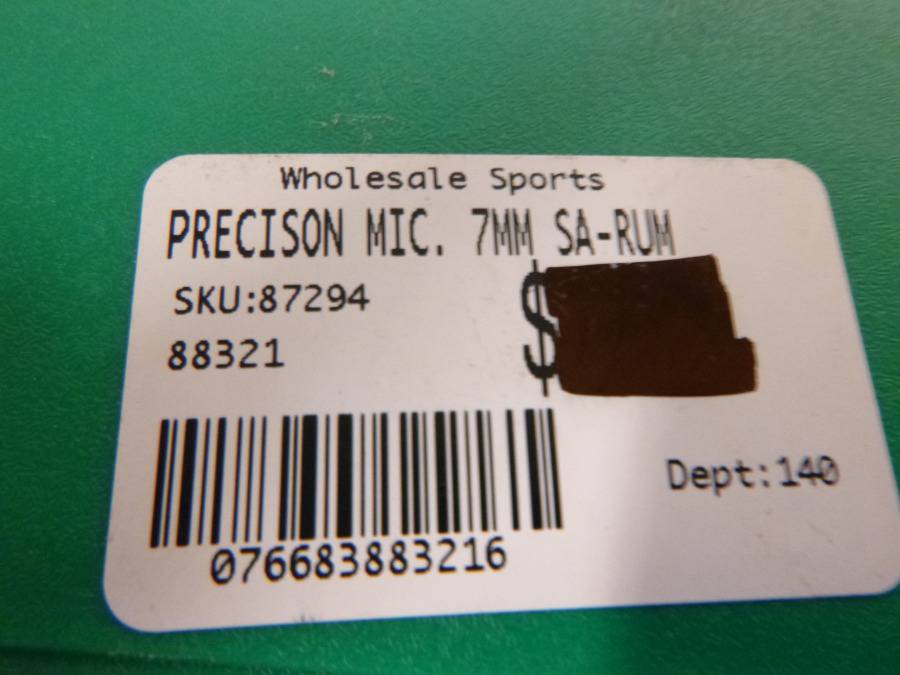 Wholesale Sports
PRECISON MIC. 7MM SA-RUM
SKU:87294
$
88321
Dept:140
076683883216